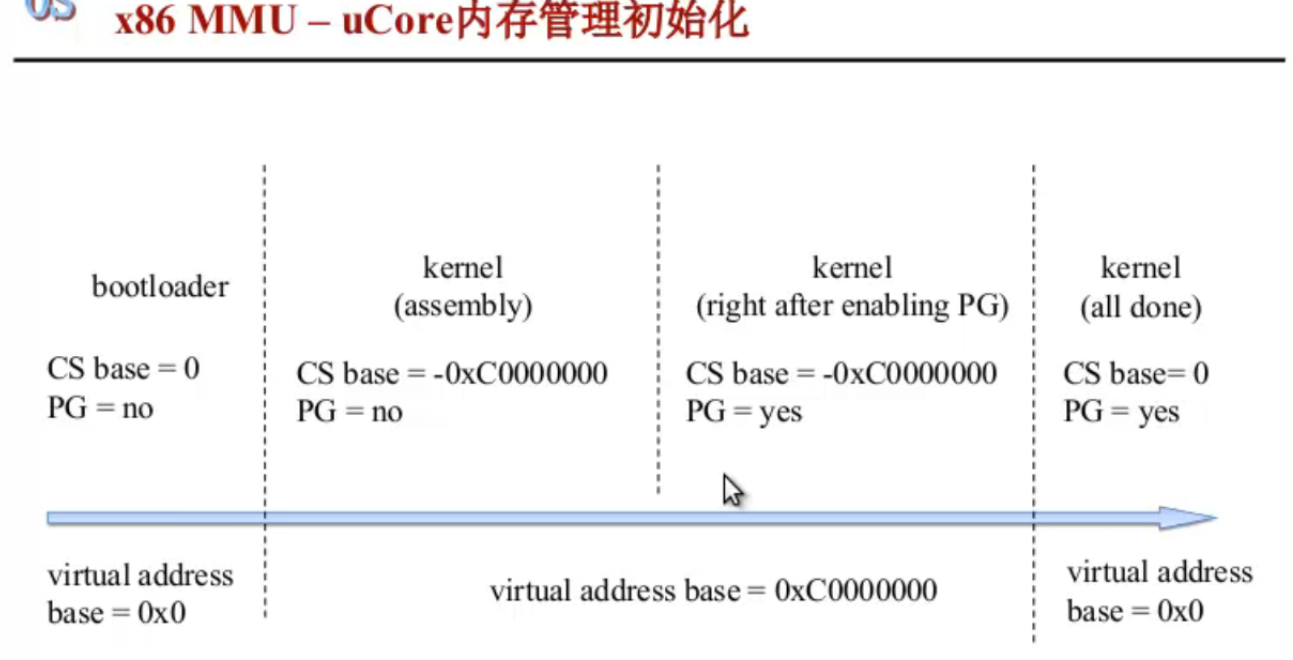 OS
x86 MMU – uCore内存管理初始化
bootloader
CS base = 0
PG = no
kernel
(assembly)
CS base = -0xC0000000
PG = no
kernel
(right after enabling PG)
CS base = -0xC0000000
PG = yes
kernel
(all done)
CS base= 0
PG = yes
virtual address
base = 0x0
virtual address base = 0xC0000000
virtual address
base = 0x0